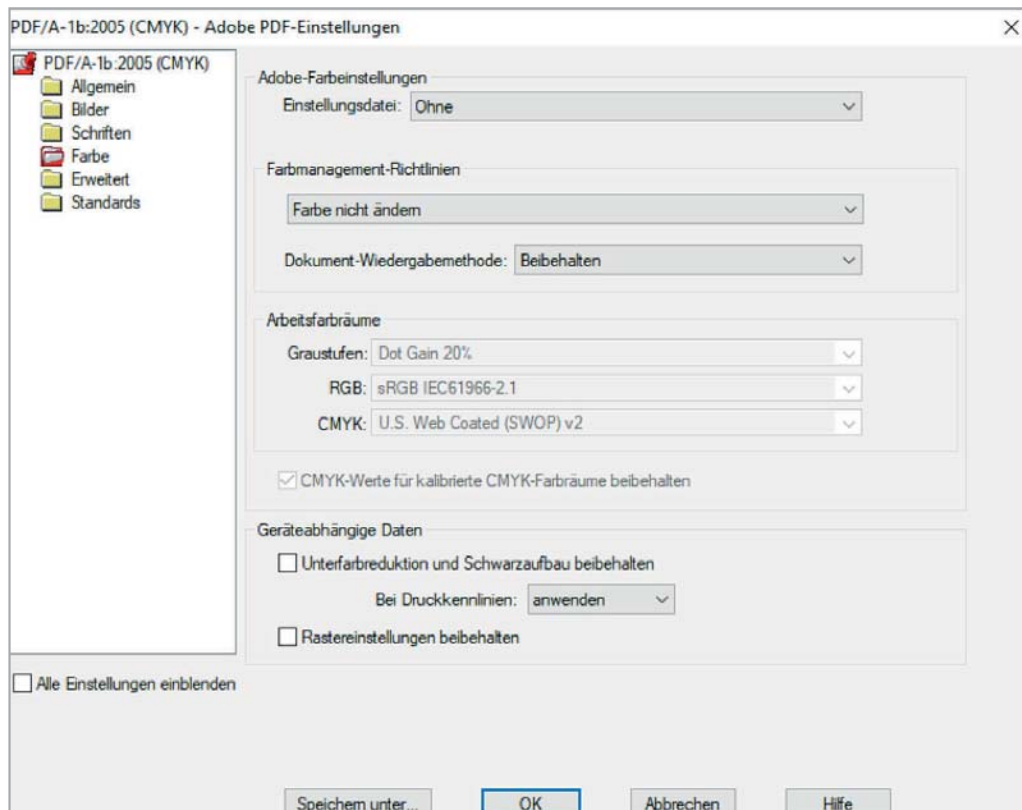 PDF/A-1b:2005 (CMYK) - Adobe PDF-Einstellungen
PDF/A-1b:2005 (CMYK)
Allgemein
Bilder
Schriften
Farbe
Erweitert
Standards
Alle Einstellungen einblenden
Adobe-Farbeinstellungen
Einstellungsdatei: Ohne
Farbmanagement-Richtlinien
Farbe nicht ändern
Dokument-Wiedergabemethode: Beibehalten
Arbeitsfarbräume
Graustufen: Dot Gain 20%
RGB: sRGB IEC61966-2.1
CMYK: U.S. Web Coated (SWOP) v2
CMYK-Werte für kalibrierte CMYK-Farbräume beibehalten
Geräteabhängige Daten
Unterfarbreduktion und Schwarzaufbau beibehalten
Bei Druckkennlinien: anwenden
Rastereinstellungen beibehalten
Speichern unter... OK Abbrechen Hilfe